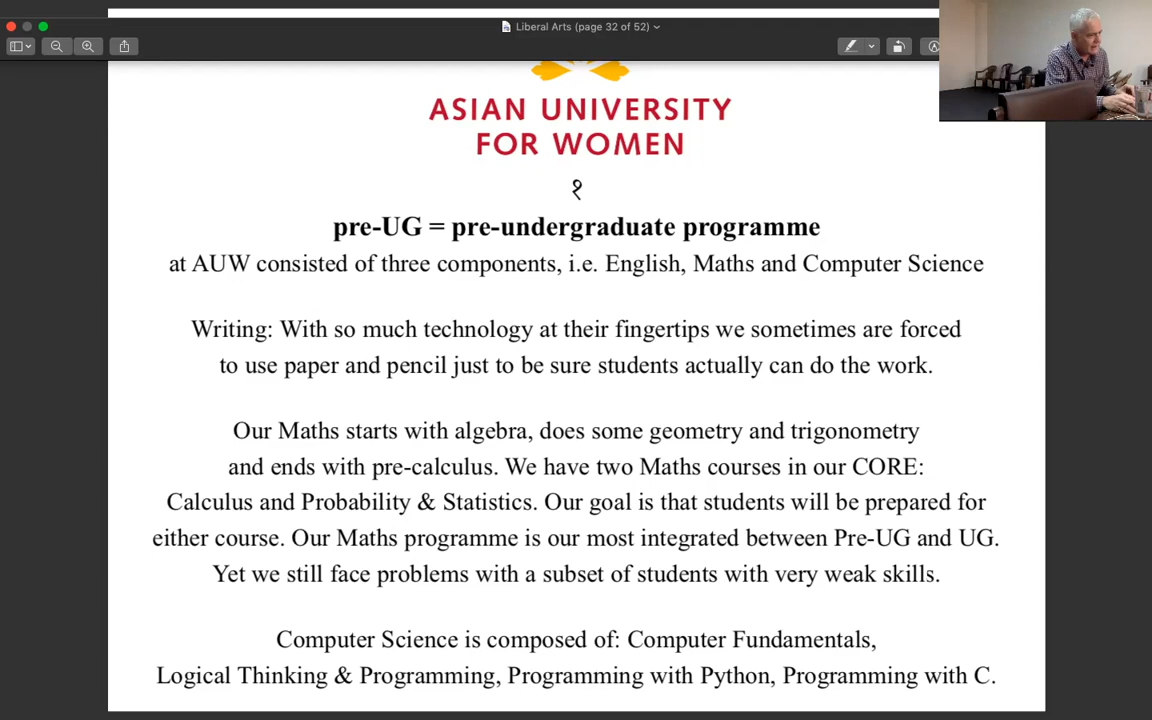 Liberal Arts (page 32 of 52)
ASIAN UNIVERSITY
FOR WOMEN
१
pre-UG = pre-undergraduate programme
at AUW consisted of three components, i.e. English, Maths and Computer Science
Writing: With so much technology at their fingertips we sometimes are forced
to use paper and pencil just to be sure students actually can do the work.
Our Maths starts with algebra, does some geometry and trigonometry
and ends with pre-calculus. We have two Maths courses in our CORE:
Calculus and Probability & Statistics. Our goal is that students will be prepared for
either course. Our Maths programme is our most integrated between Pre-UG and UG.
Yet we still face problems with a subset of students with very weak skills.
Computer Science is composed of: Computer Fundamentals,
Logical Thinking & Programming, Programming with Python, Programming with C.